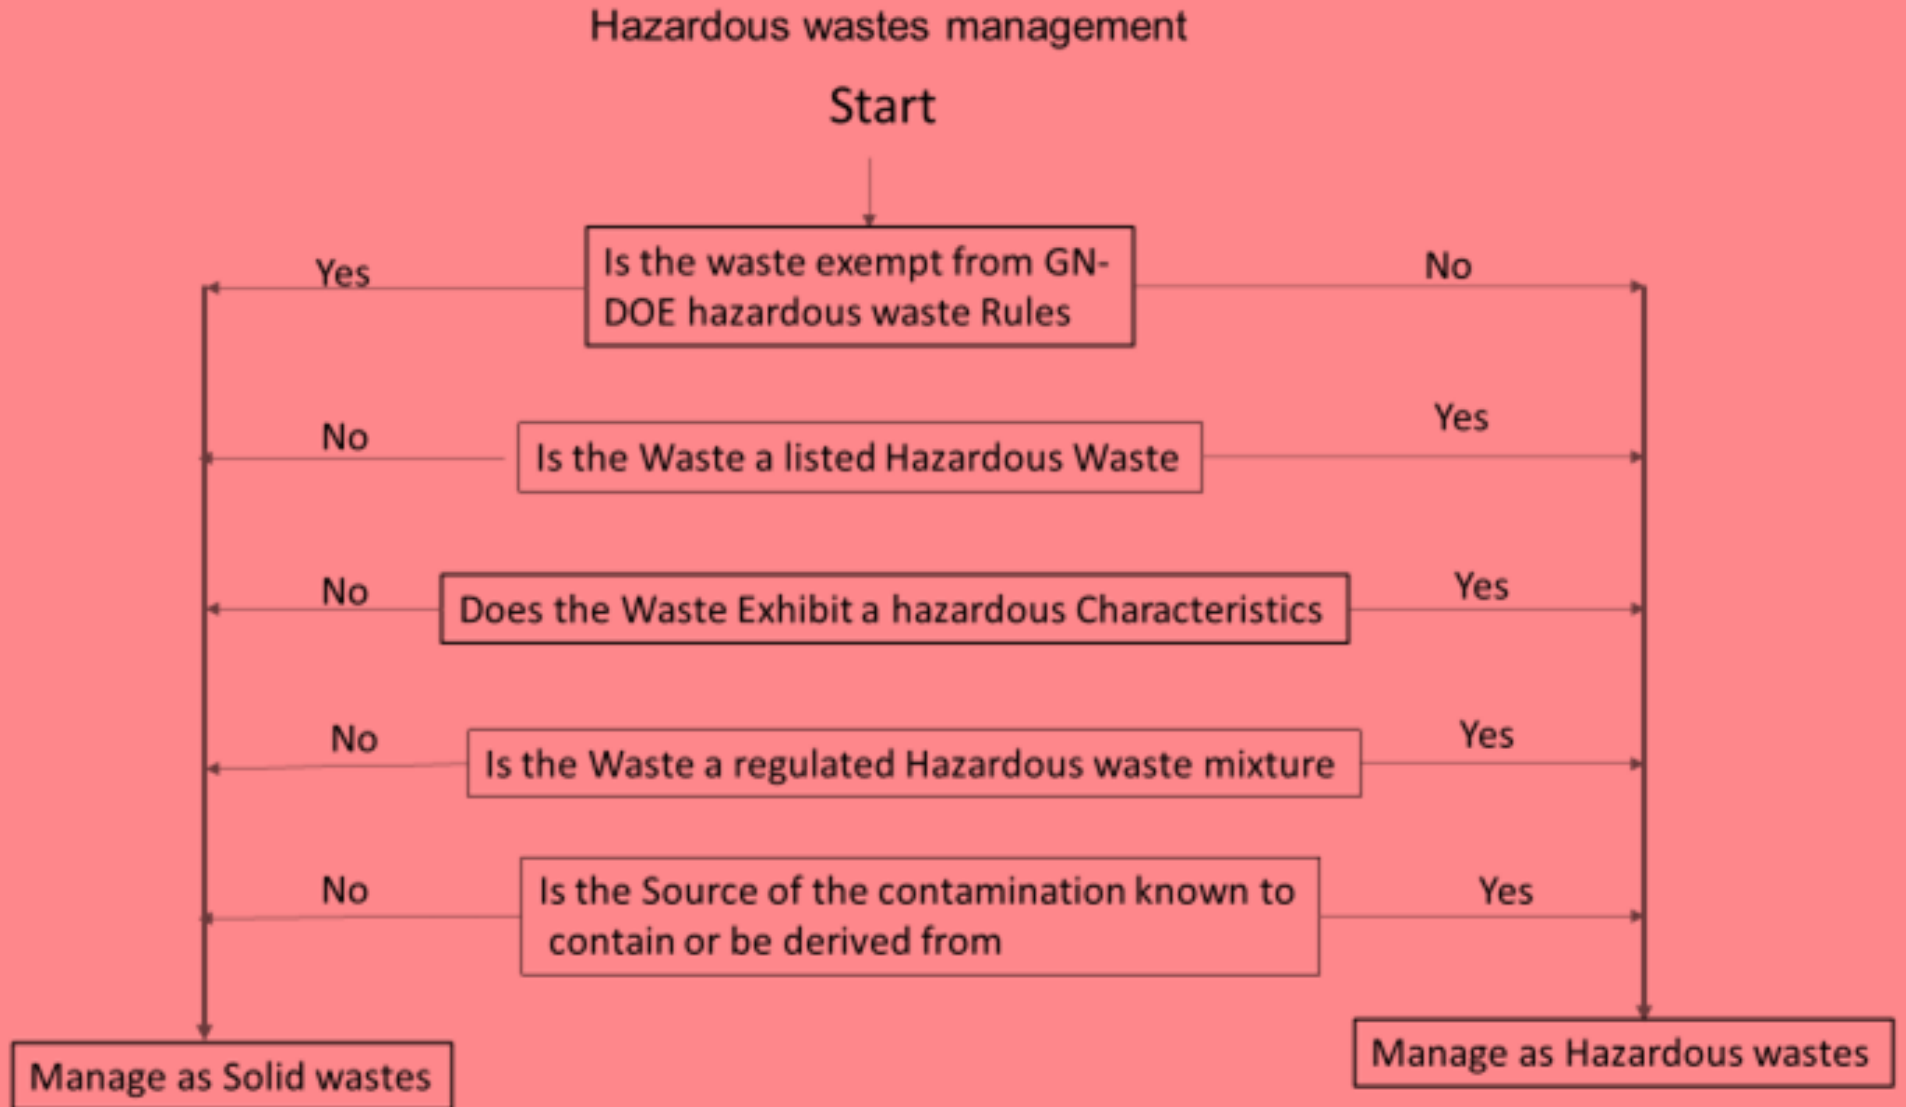 Hazardous wastes management
Start
Yes
Is the waste exempt from GN-
DOE hazardous waste Rules
No
No
Is the Waste a listed Hazardous Waste
Yes
No
Does the Waste Exhibit a hazardous Characteristics
Yes
No
Is the Waste a regulated Hazardous waste mixture
Yes
No
Is the Source of the contamination known to
contain or be derived from
Yes
Manage as Solid wastes
Manage as Hazardous wastes